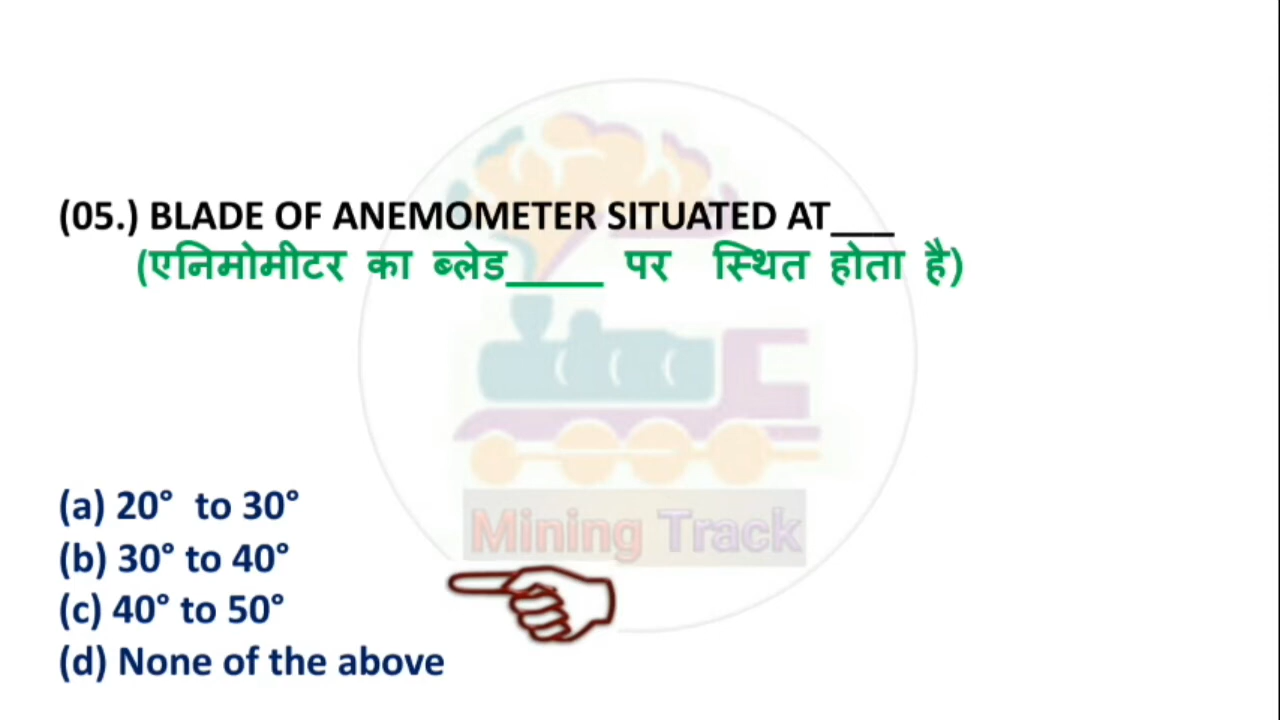 (05.) BLADE OF ANEMOMETER SITUATED AT___
(एनिमोमीटर का ब्लेड_____ पर स्थित होता है)
(a) 20° to 30°
Mining Track
(b) 30° to 40°
(c) 40° to 50°
(d) None of the above